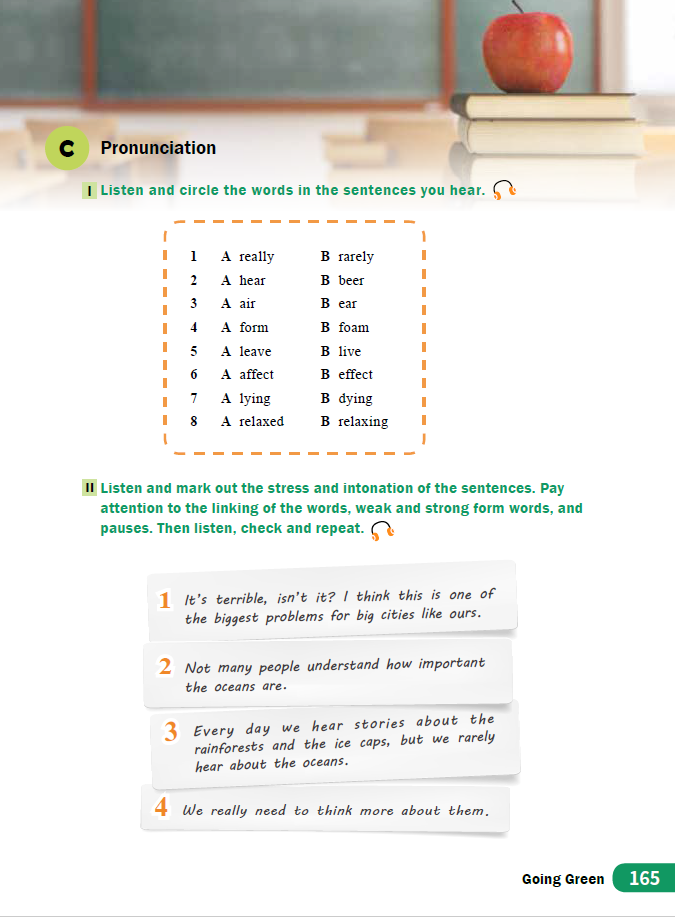 C Pronunciation
I Listen and circle the words in the sentences you hear.
1 A really B rarely
2 A hear B beer
3 A air B ear
4 A form B foam
5 A leave B live
6 A affect B effect
7 A lying B dying
8 A relaxed B relaxing
II Listen and mark out the stress and intonation of the sentences. Pay
attention to the linking of the words, weak and strong form words, and
pauses. Then listen, check and repeat.
1 It's terrible, isn't it? I think this is one of
the biggest problems for big cities like ours.
2 Not many people understand how important
the oceans are.
3 Every day we hear stories about the
rainforests and the ice caps, but we rarely
hear about the oceans.
4 We really need to think more about them.
Going Green 165